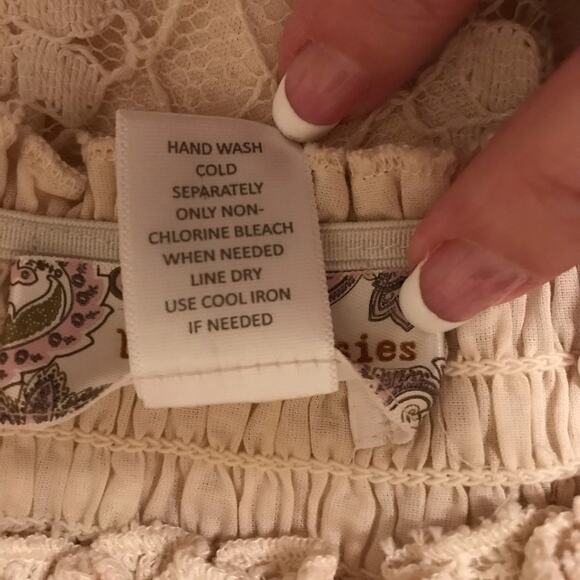 HAND WASH
COLD
SEPARATELY
ONLY NON-
CHLORINE BLEACH
WHEN NEEDED
LINE DRY
USE COOL IRON
IF NEEDED